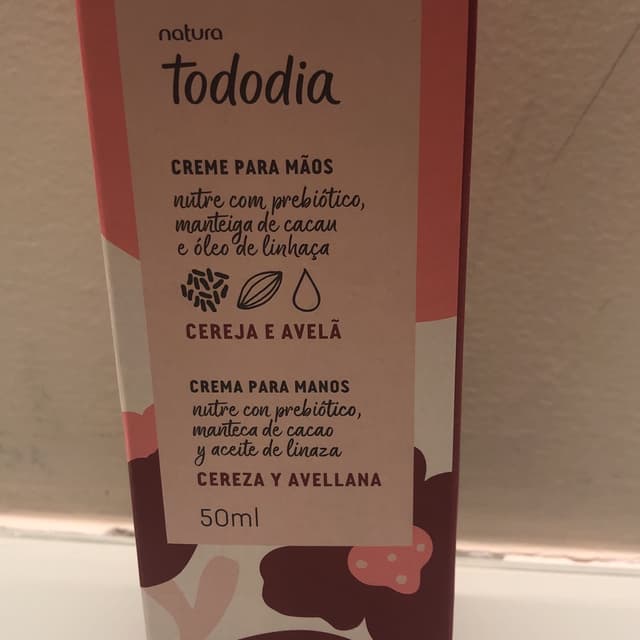 natura
Tododia
CREME PARA MÃOS
nutre com prebiótico,
manteiga de cacau
e óleo de linhaça
CEREJA E AVELÃ
CREMA PARA MANOS
nutre con prebiótico,
manteca de cacao
y aceite de linaza
CEREZA Y AVELLANA
50ml